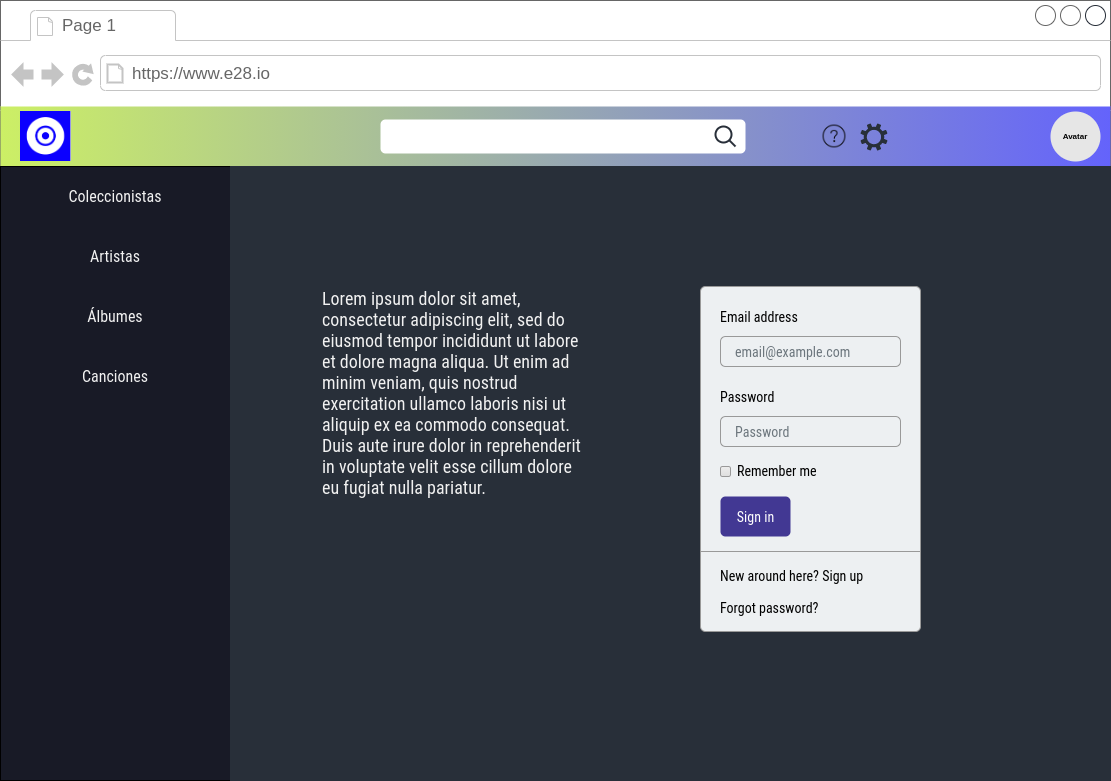 Page 1
https://www.e28.io
?
Avatar
Coleccionistas
Artistas
Álbumes
Canciones
Lorem ipsum dolor sit amet,
consectetur adipiscing elit, sed do
eiusmod tempor incididunt ut labore
et dolore magna aliqua. Ut enim ad
minim veniam, quis nostrud
exercitation ullamco laboris nisi ut
aliquip ex ea commodo consequat.
Duis aute irure dolor in reprehenderit
in voluptate velit esse cillum dolore
eu fugiat nulla pariatur.
Email address
email@example.com
Password
Password
Remember me
Sign in
New around here? Sign up
Forgot password?